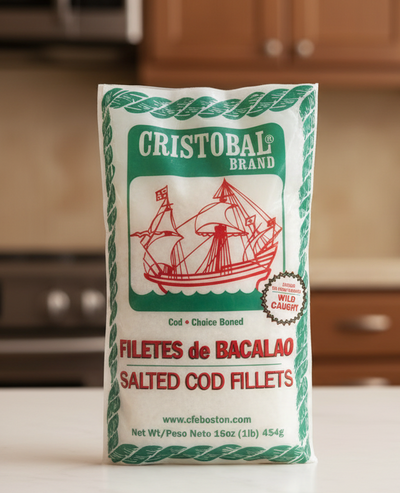 CRISTOBAL®
BRAND
WILD
CAUGHT
Cod • Choice Boned
FILETES de BACALAO
SALTED COD FILLETS
www.cfeboston.com
Net Wt/Peso Neto 16oz (1lb) 454g